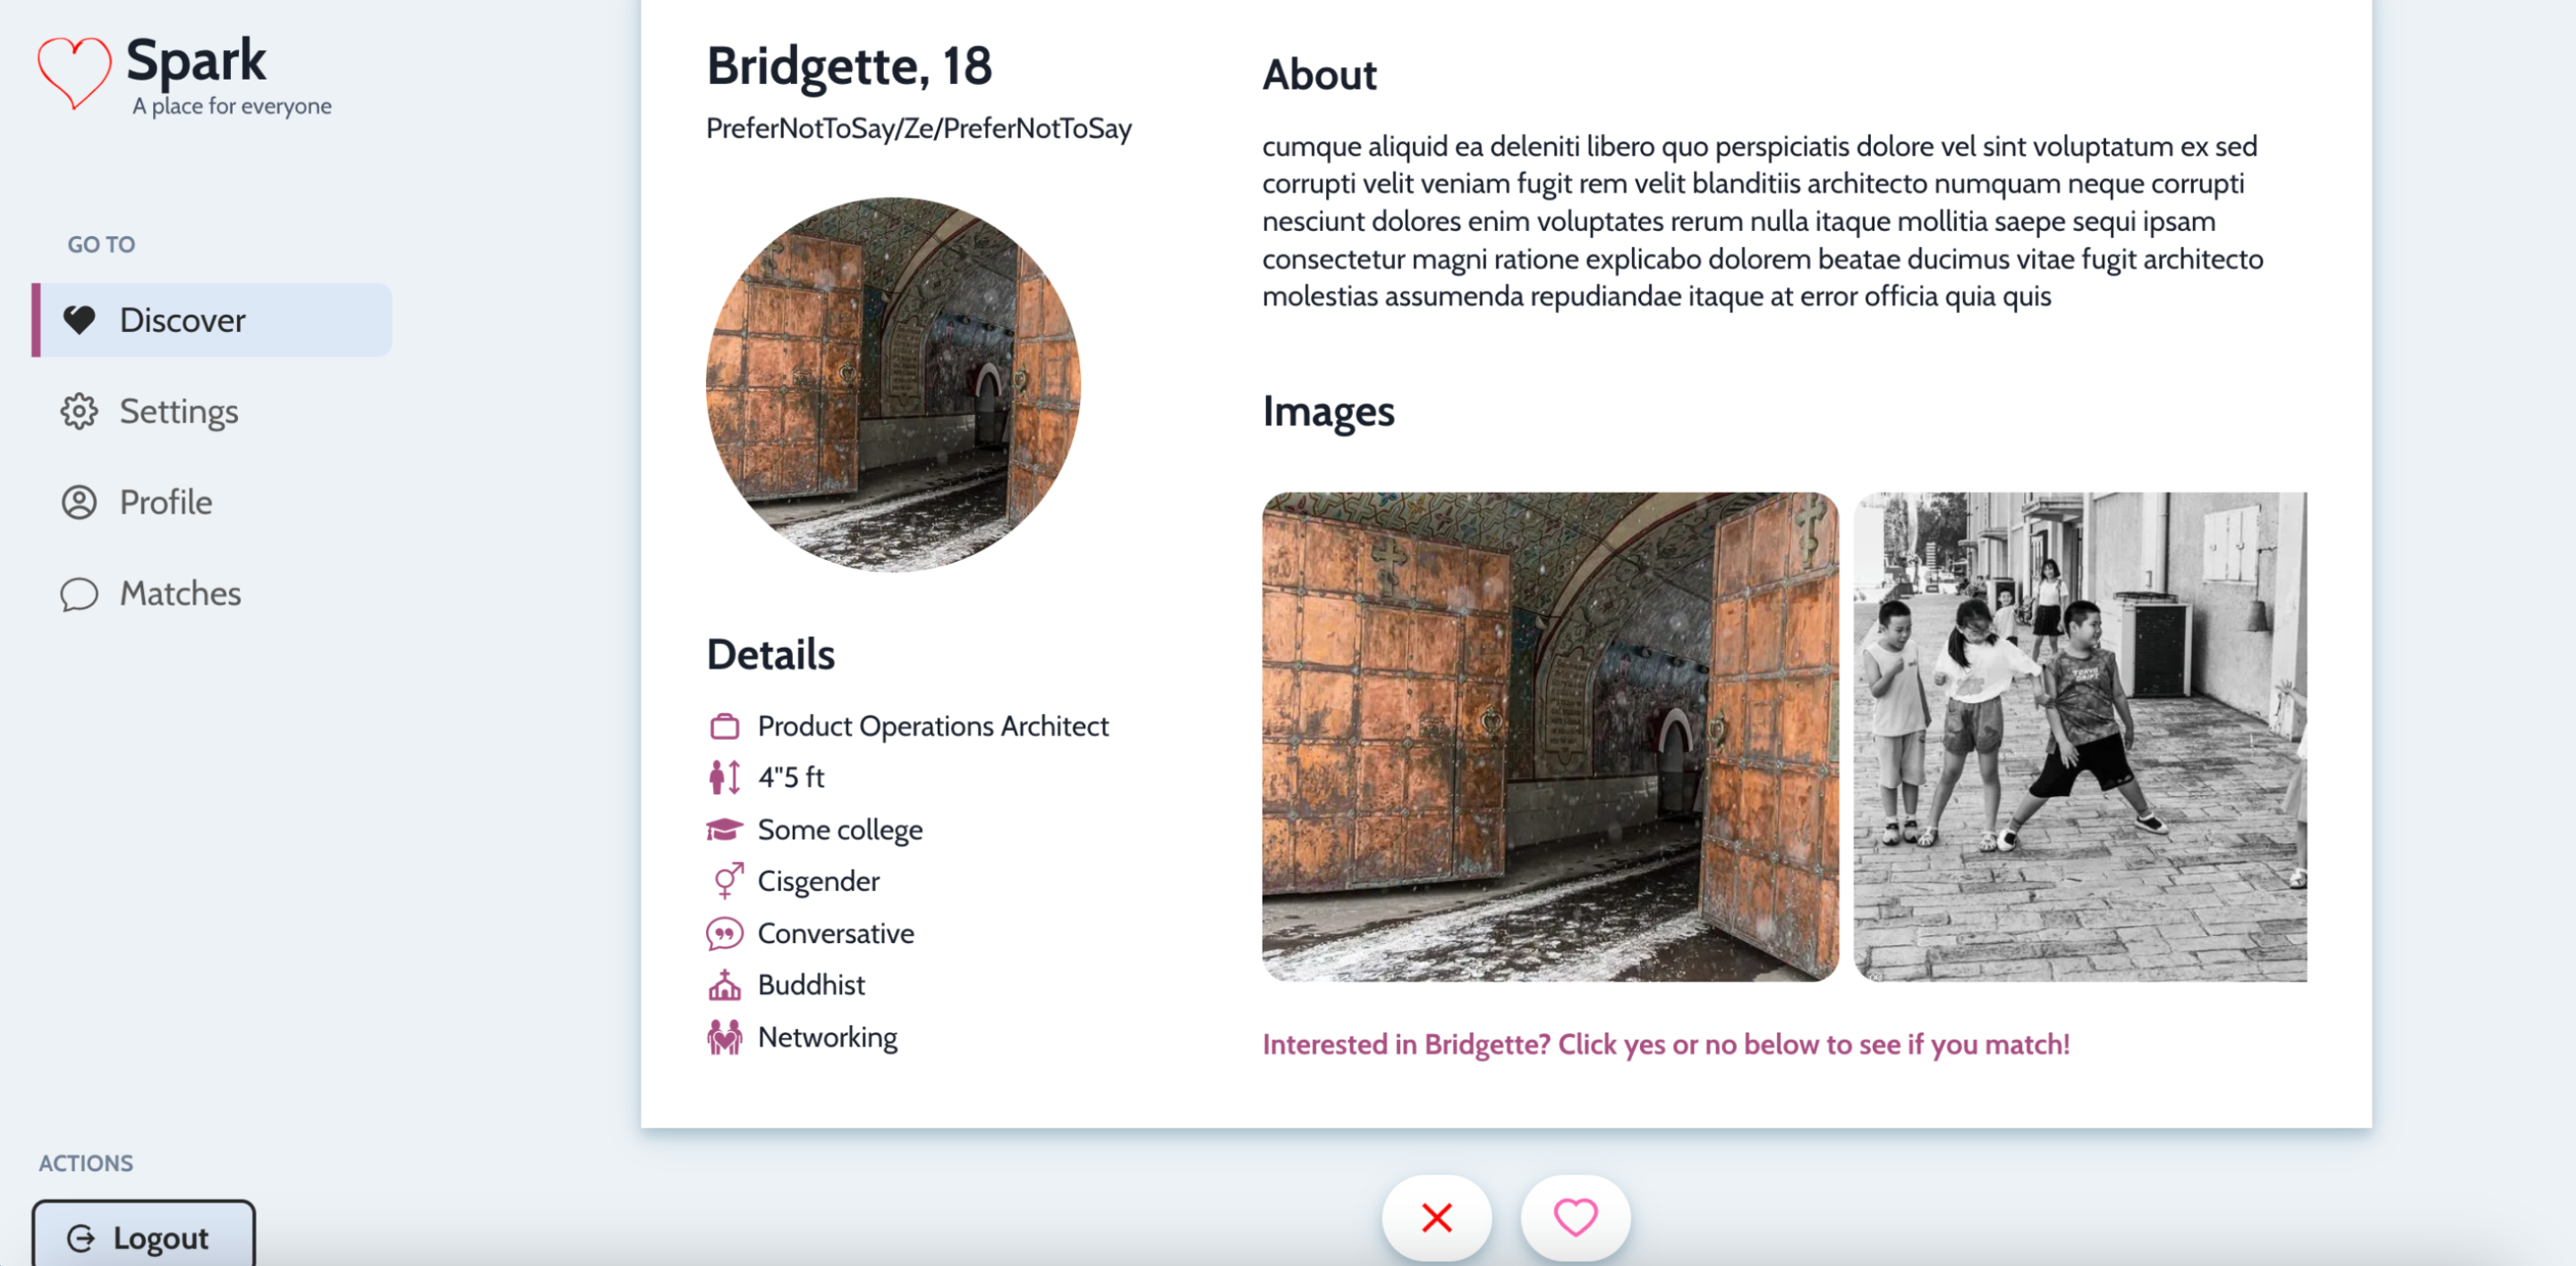 Spark
A place for everyone
GO TO
Discover
Settings
Profile
Matches
ACTIONS
Logout
Bridgette, 18
PreferNotToSay/Ze/PreferNotToSay
Details
Product Operations Architect
4"5 ft
Some college
Cisgender
Conversative
Buddhist
Networking
About
cumque aliquid ea deleniti libero quo perspiciatis dolore vel sint voluptatum ex sed
corrupti velit veniam fugit rem velit blanditiis architecto numquam neque corrupti
nesciunt dolores enim voluptates rerum nulla itaque mollitia saepe sequi ipsam
consectetur magni ratione explicabo dolorem beatae ducimus vitae fugit architecto
molestias assumenda repudiandae itaque at error officia quia quis
Images
Interested in Bridgette? Click yes or no below to see if you match!